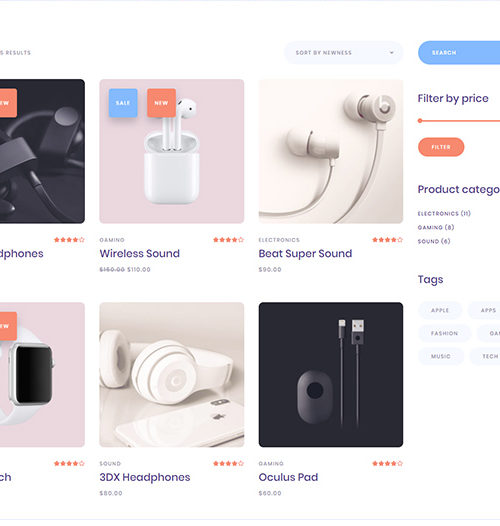 S RESULTS
SORT BY NEWNESS
SEARCH
EW
SALE
NEW
Filter by price
FILTER
Product catego
ELECTRONICS (11)
GAMING (8)
SOUND (6)
dphones
GAMING
Wireless Sound
$160.00 $110.00
ELECTRONICS
Beat Super Sound
$90.00
Tags
APPLE
APPS
FASHION
GA
MUSIC
TECH
EW
ch
SOUND
3DX Headphones
$80.00
GAMING
Oculus Pad
$60.00